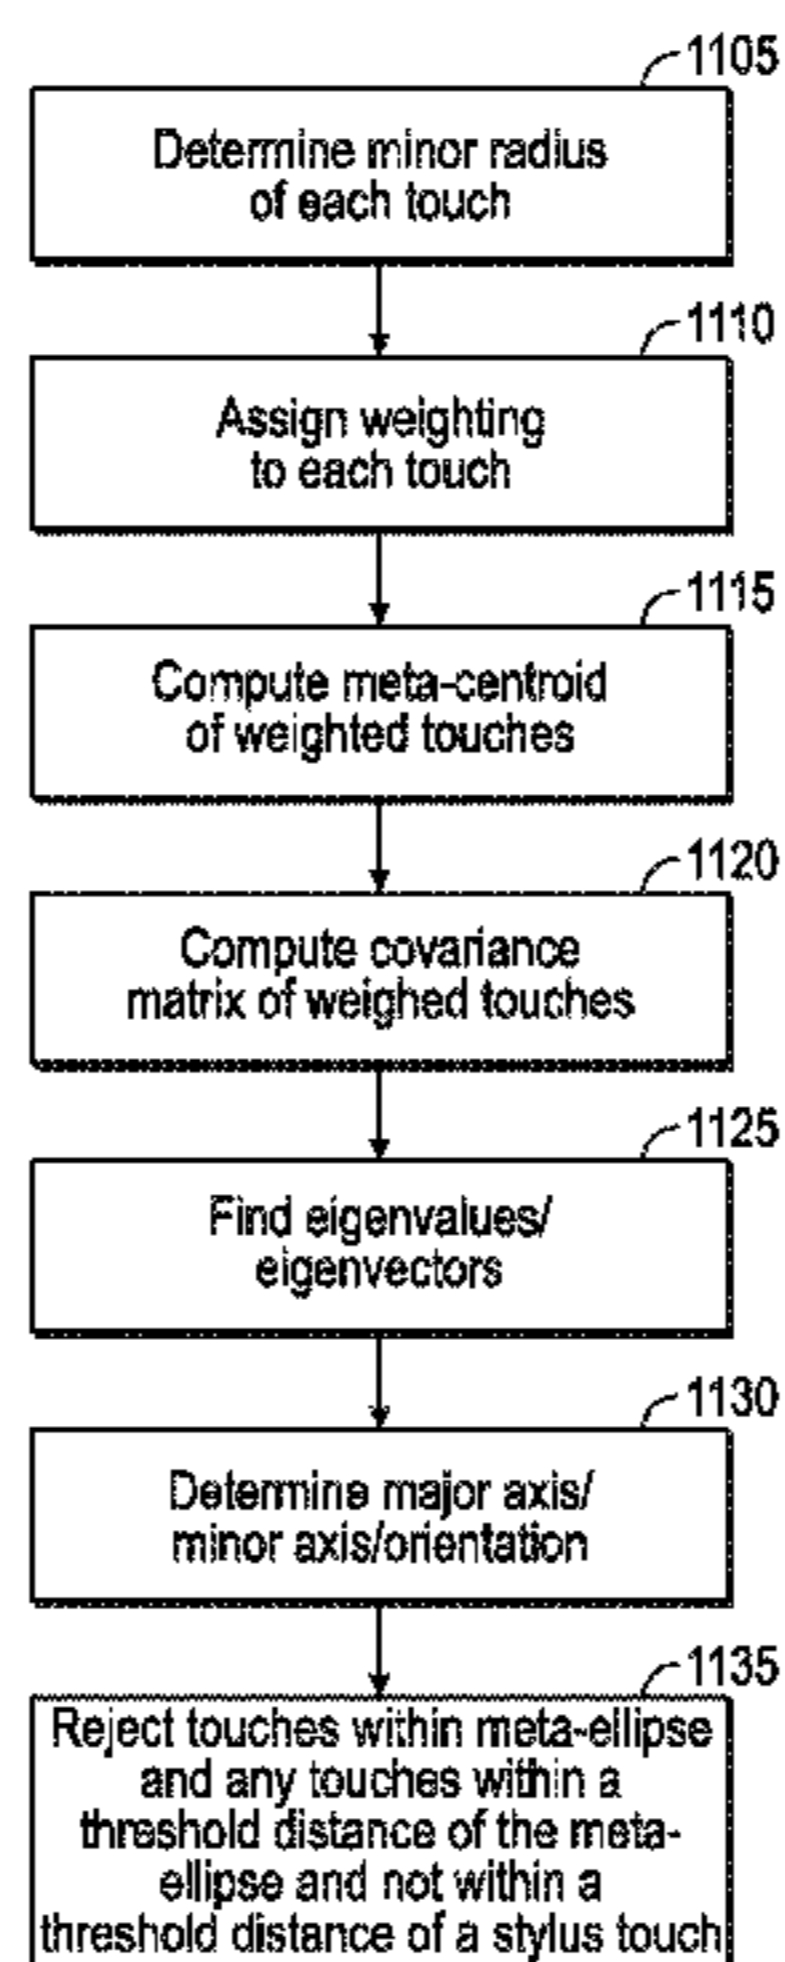 1105
Determine minor radius
of each touch
1110
Assign weighting
to each touch
1115
Compute meta-centroid
of weighted touches
1120
Compute covariance
matrix of weighed touches
1125
Find eigenvalues/
eigenvectors
1130
Determine major axis/
minor axis/orientation
1135
Reject touches within meta-ellipse
and any touches within a
threshold distance of the meta-
ellipse and not within a
threshold distance of a stylus touch